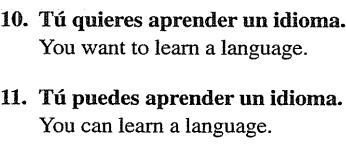 10. Tú quieres aprender un idioma.
You want to learn a language.
11. Tú puedes aprender un idioma.
You can learn a language.